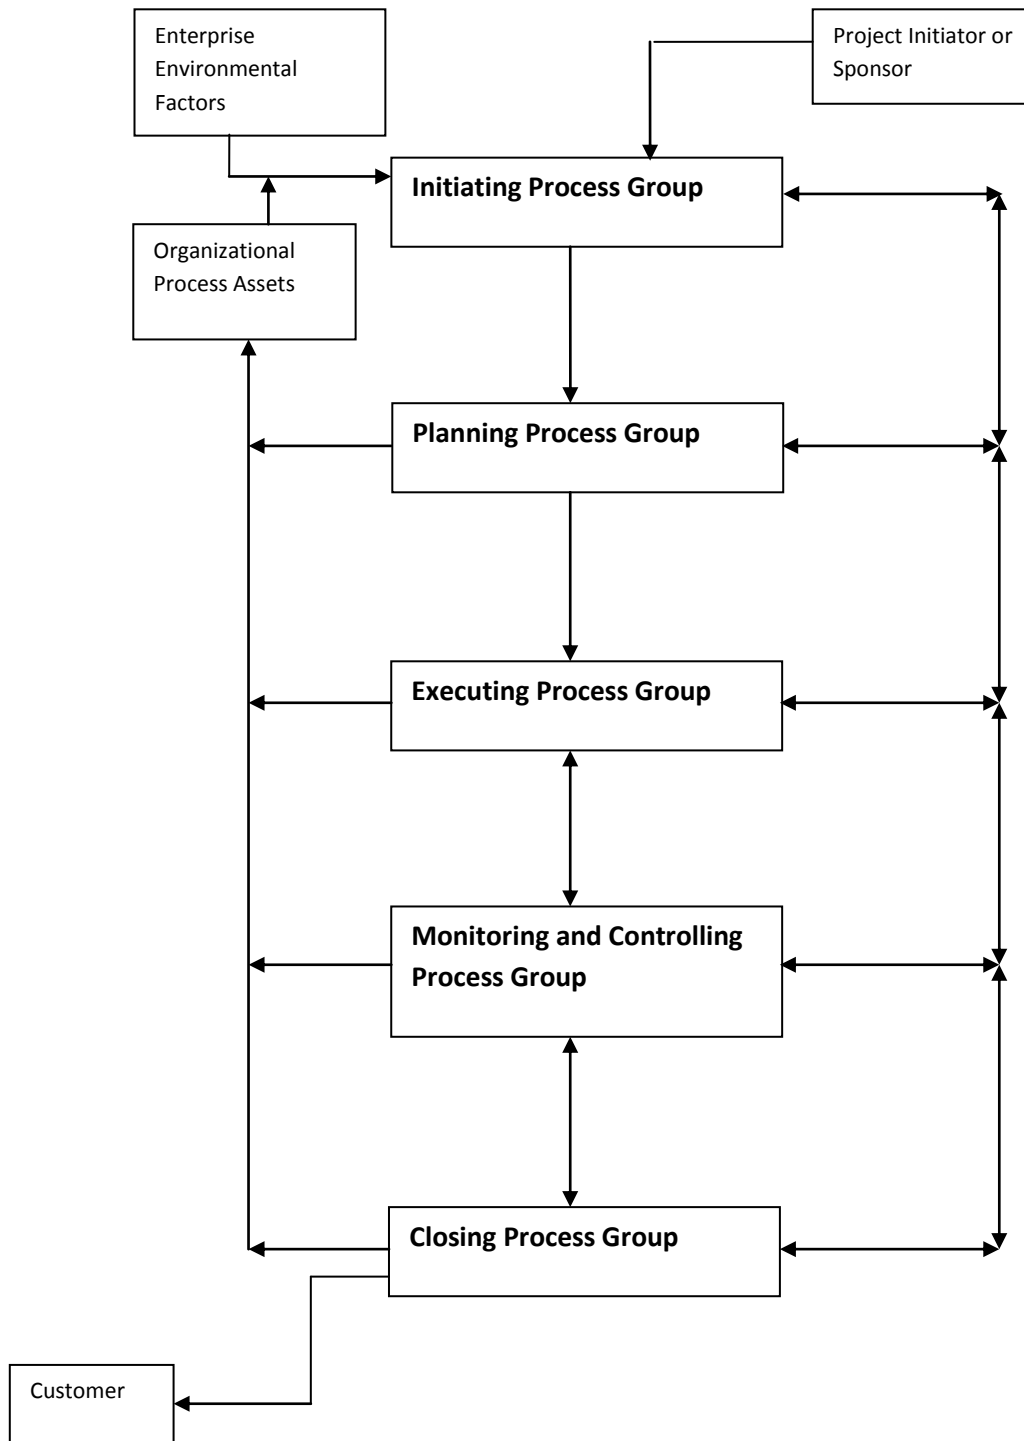 Enterprise
Environmental
Factors
Project Initiator or
Sponsor
Initiating Process Group
Organizational
Process Assets
Planning Process Group
Executing Process Group
Monitoring and Controlling
Process Group
Closing Process Group
Customer